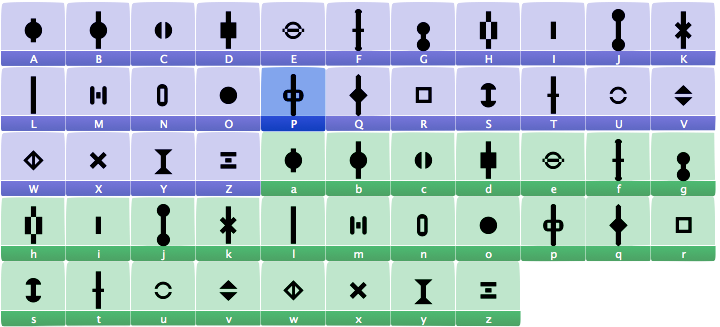 A B C D E F G H I J K
L M N O P Q R S T U V
W X Y Z a b c d e f g
h i j k l m n o p q r
s t u v w x y z